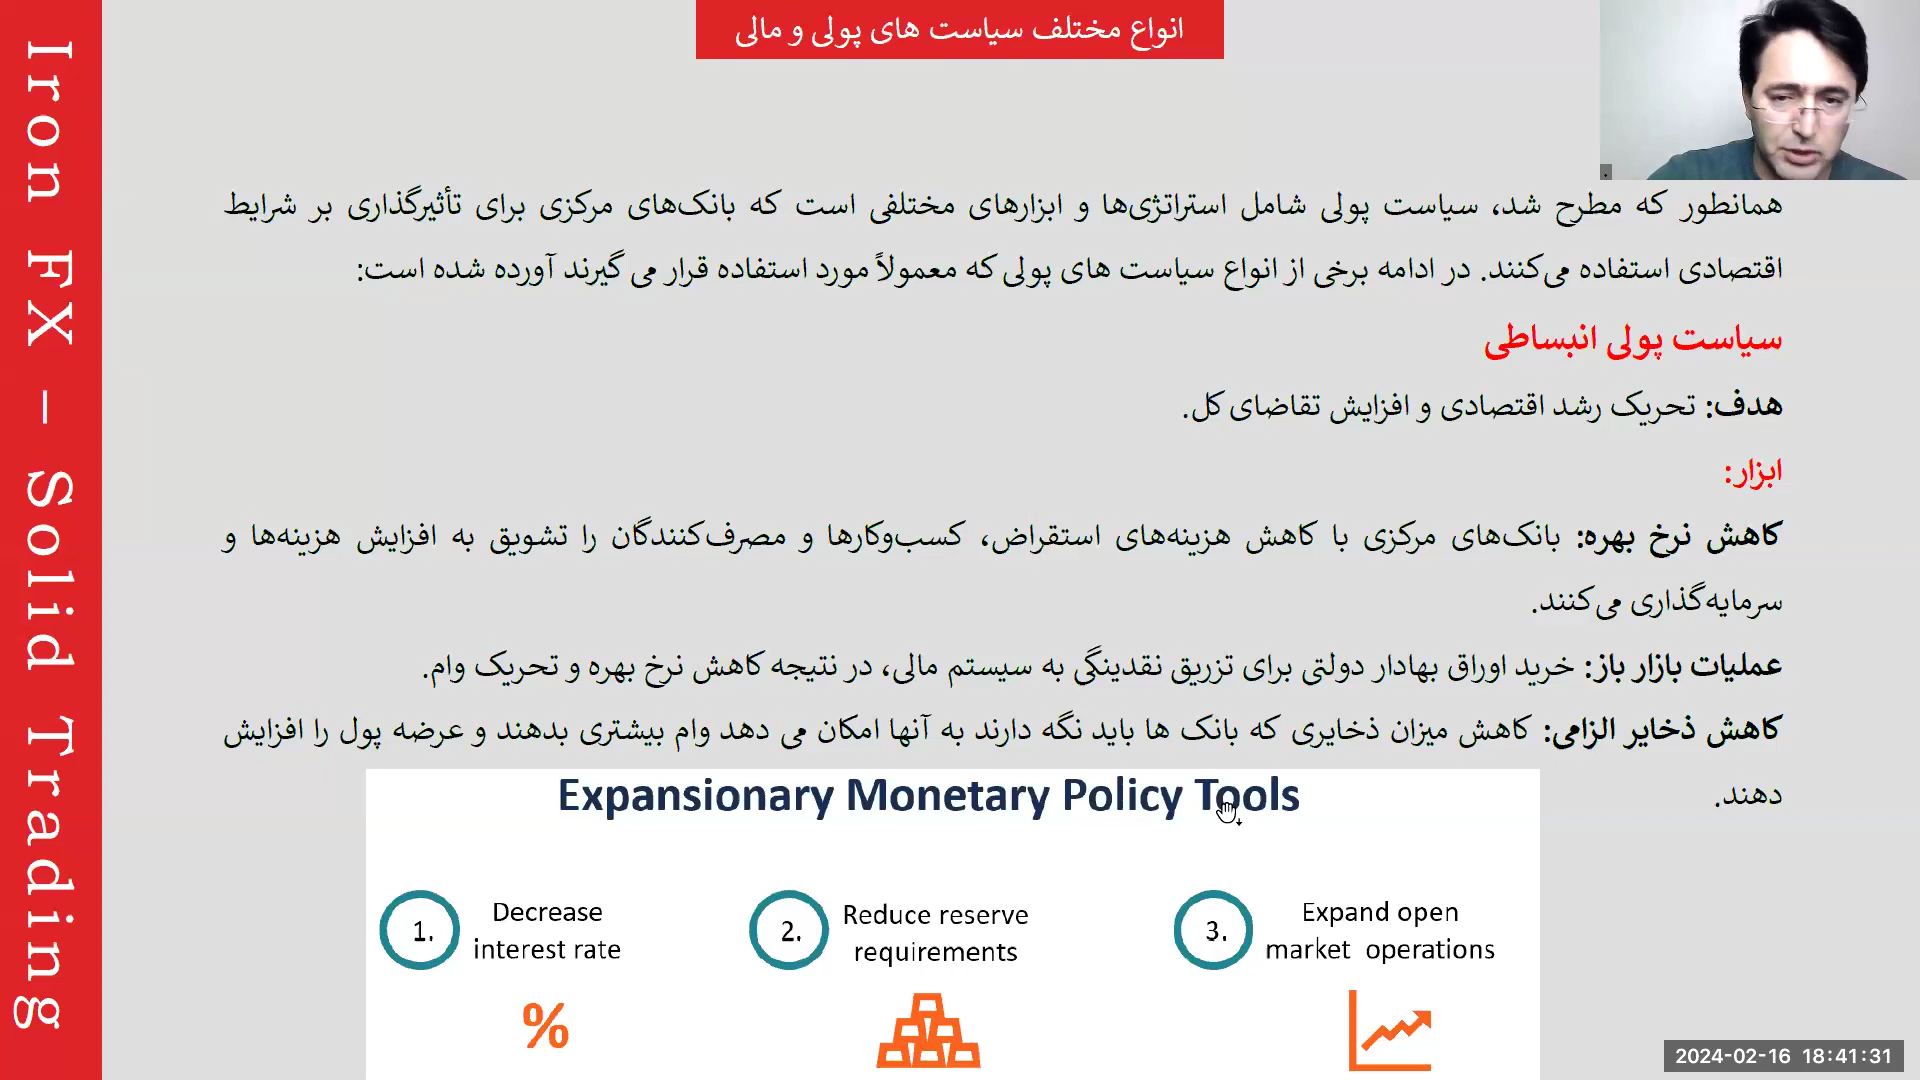 Iron FX - Solid Trading
انواع مختلف سیاست های پولی و مالی
همانطور که مطرح شد، سیاست پولی شامل استراتژی‌ها و ابزارهای مختلفی است که بانک‌های مرکزی برای تأثیرگذاری بر شرایط
اقتصادی استفاده می‌کنند. در ادامه برخی از انواع سیاست های پولی که معمولاً مورد استفاده قرار می گیرند آورده شده است:
سیاست پولی انبساطی
هدف: تحریک رشد اقتصادی و افزایش تقاضای کل.
ابزار:
کاهش نرخ بهره: بانک‌های مرکزی با کاهش هزینه‌های استقراض، کسب‌وکارها و مصرف‌کنندگان را تشویق به افزایش هزینه‌ها و
سرمایه‌گذاری می‌کنند.
عملیات بازار باز: خرید اوراق بهادار دولتی برای تزریق نقدینگی به سیستم مالی، در نتیجه کاهش نرخ بهره و تحریک وام.
کاهش ذخایر الزامی: کاهش میزان ذخایری که بانک ها باید نگه دارند به آنها امکان می دهد وام بیشتری بدهند و عرضه پول را افزایش
دهند.
Expansionary Monetary Policy Tools
1. Decrease
interest rate
%
2. Reduce reserve
requirements
3. Expand open
market operations
2024-02-16 18:41:31